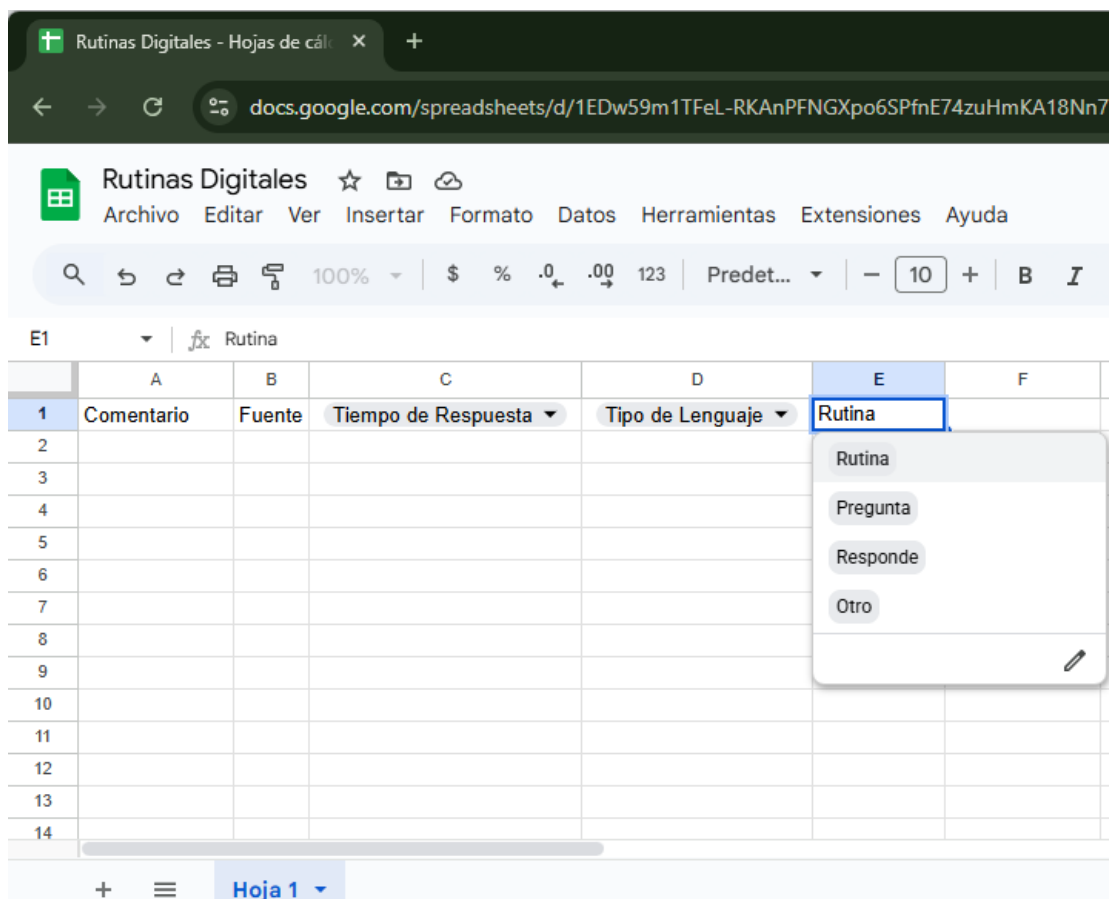 Rutinas Digitales - Hojas de cálc
docs.google.com/spreadsheets/d/1EDw59m1TFeL-RKAnPFNGXpo6SPfnE74zuHmKA18Nn7
Rutinas Digitales
Archivo Editar Ver Insertar Formato Datos Herramientas Extensiones Ayuda
100% $ % .0 .00 123 Predet... 10 B I
E1 fx Rutina
A B C D E F
1 Comentario Fuente Tiempo de Respuesta Tipo de Lenguaje Rutina
2
Rutina
3
4 Pregunta
5
Responde
6
7 Otro
8
9
10
11
12
13
14
Hoja 1